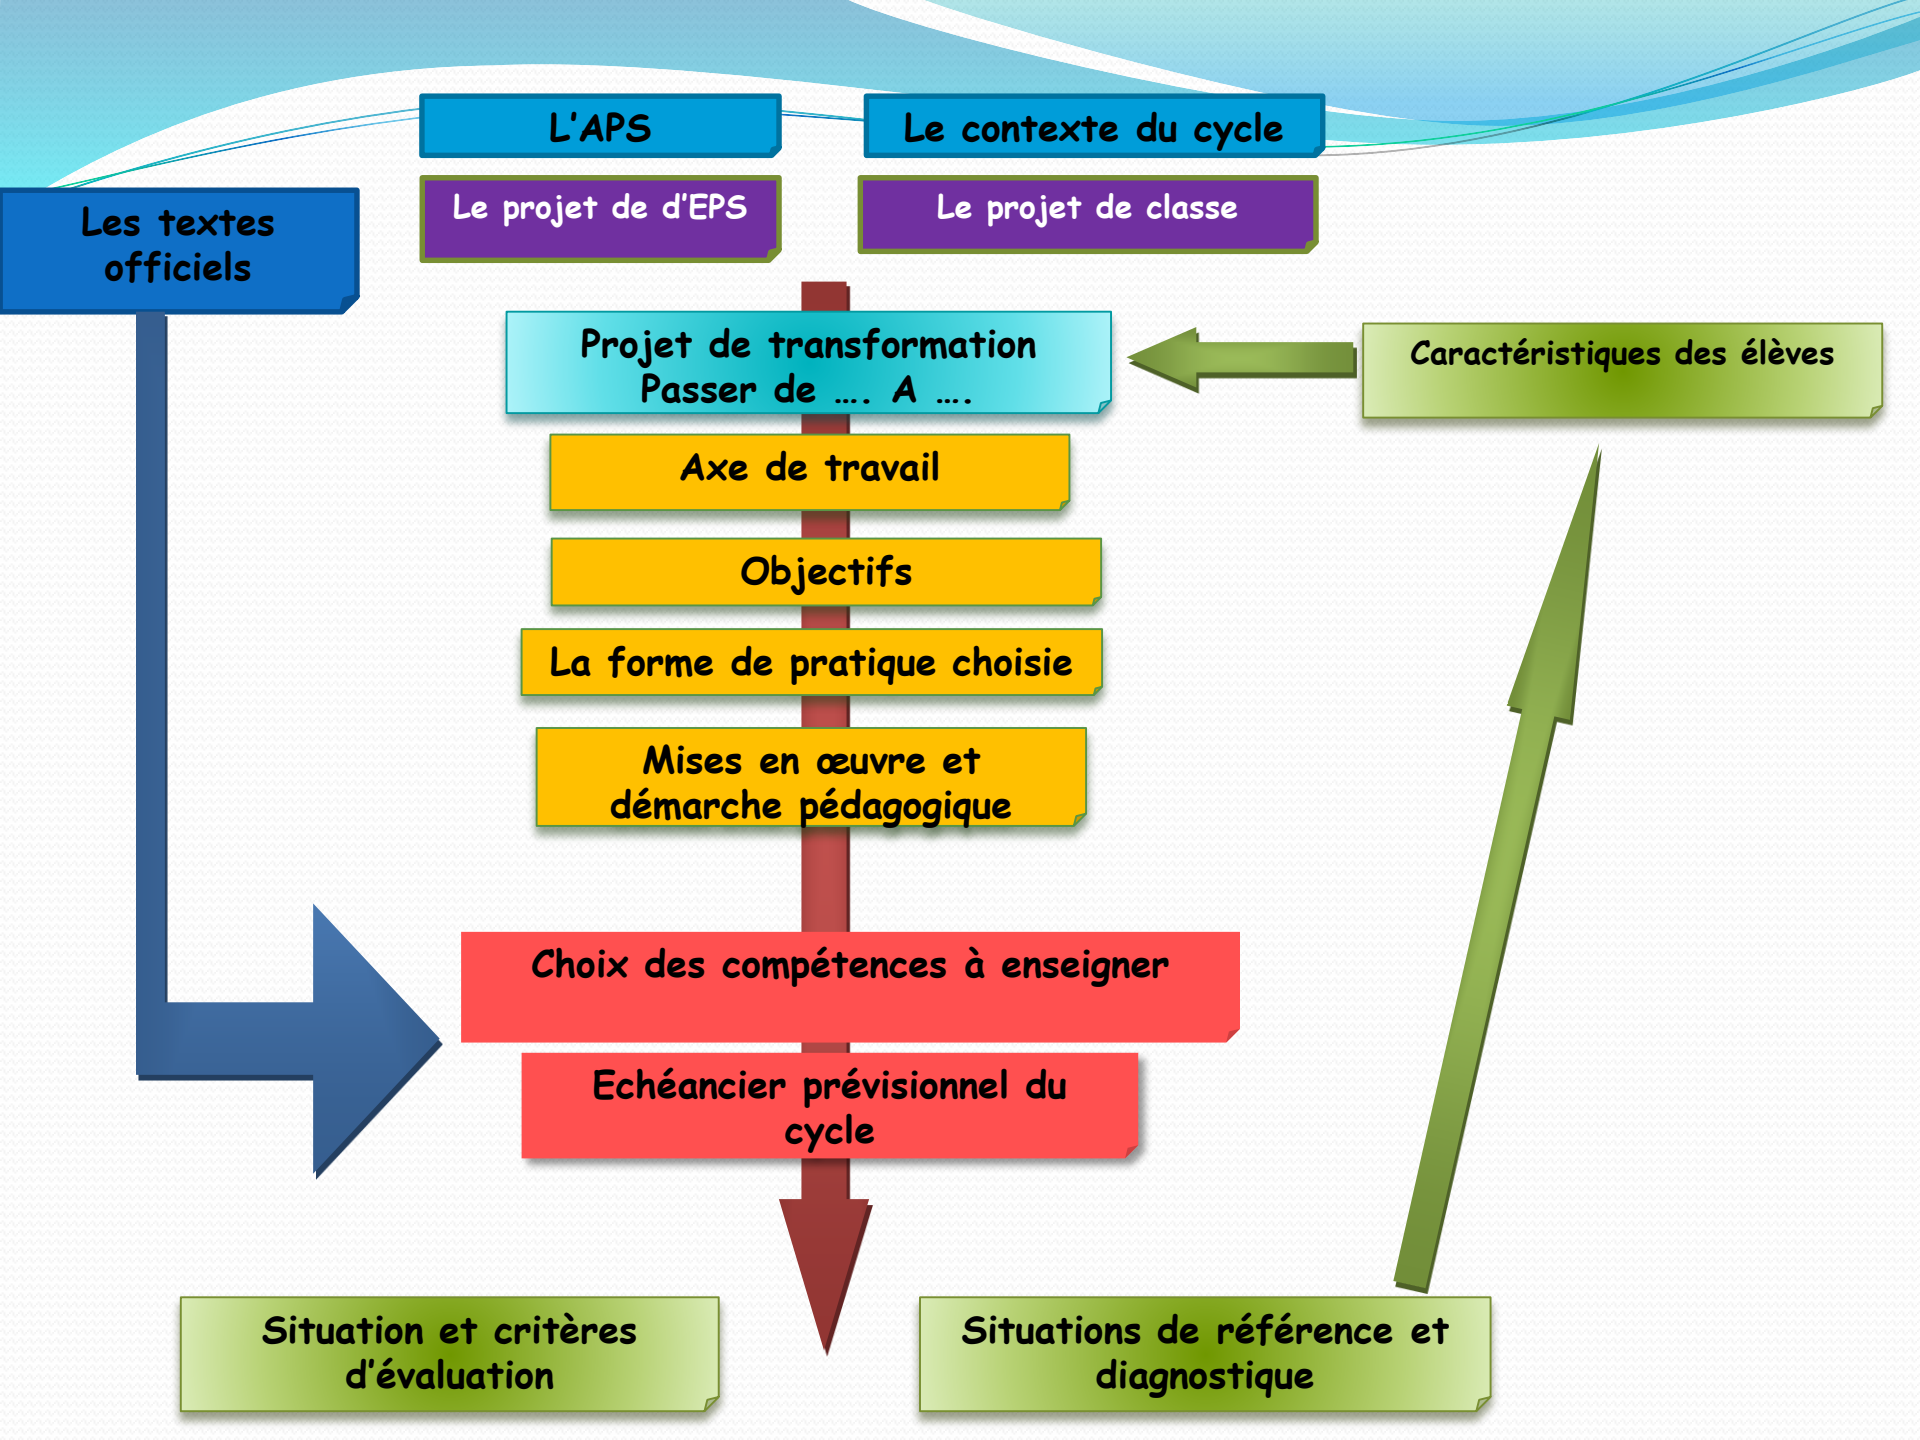 L'APS
Le contexte du cycle
Le projet de d'EPS
Le projet de classe
Les textes
officiels
Projet de transformation
Passer de .... A ....
Caractéristiques des élèves
Axe de travail
Objectifs
La forme de pratique choisie
Mises en œuvre et
démarche pédagogique
Choix des compétences à enseigner
Echéancier prévisionnel du
cycle
Situation et critères
d'évaluation
Situations de référence et
diagnostique